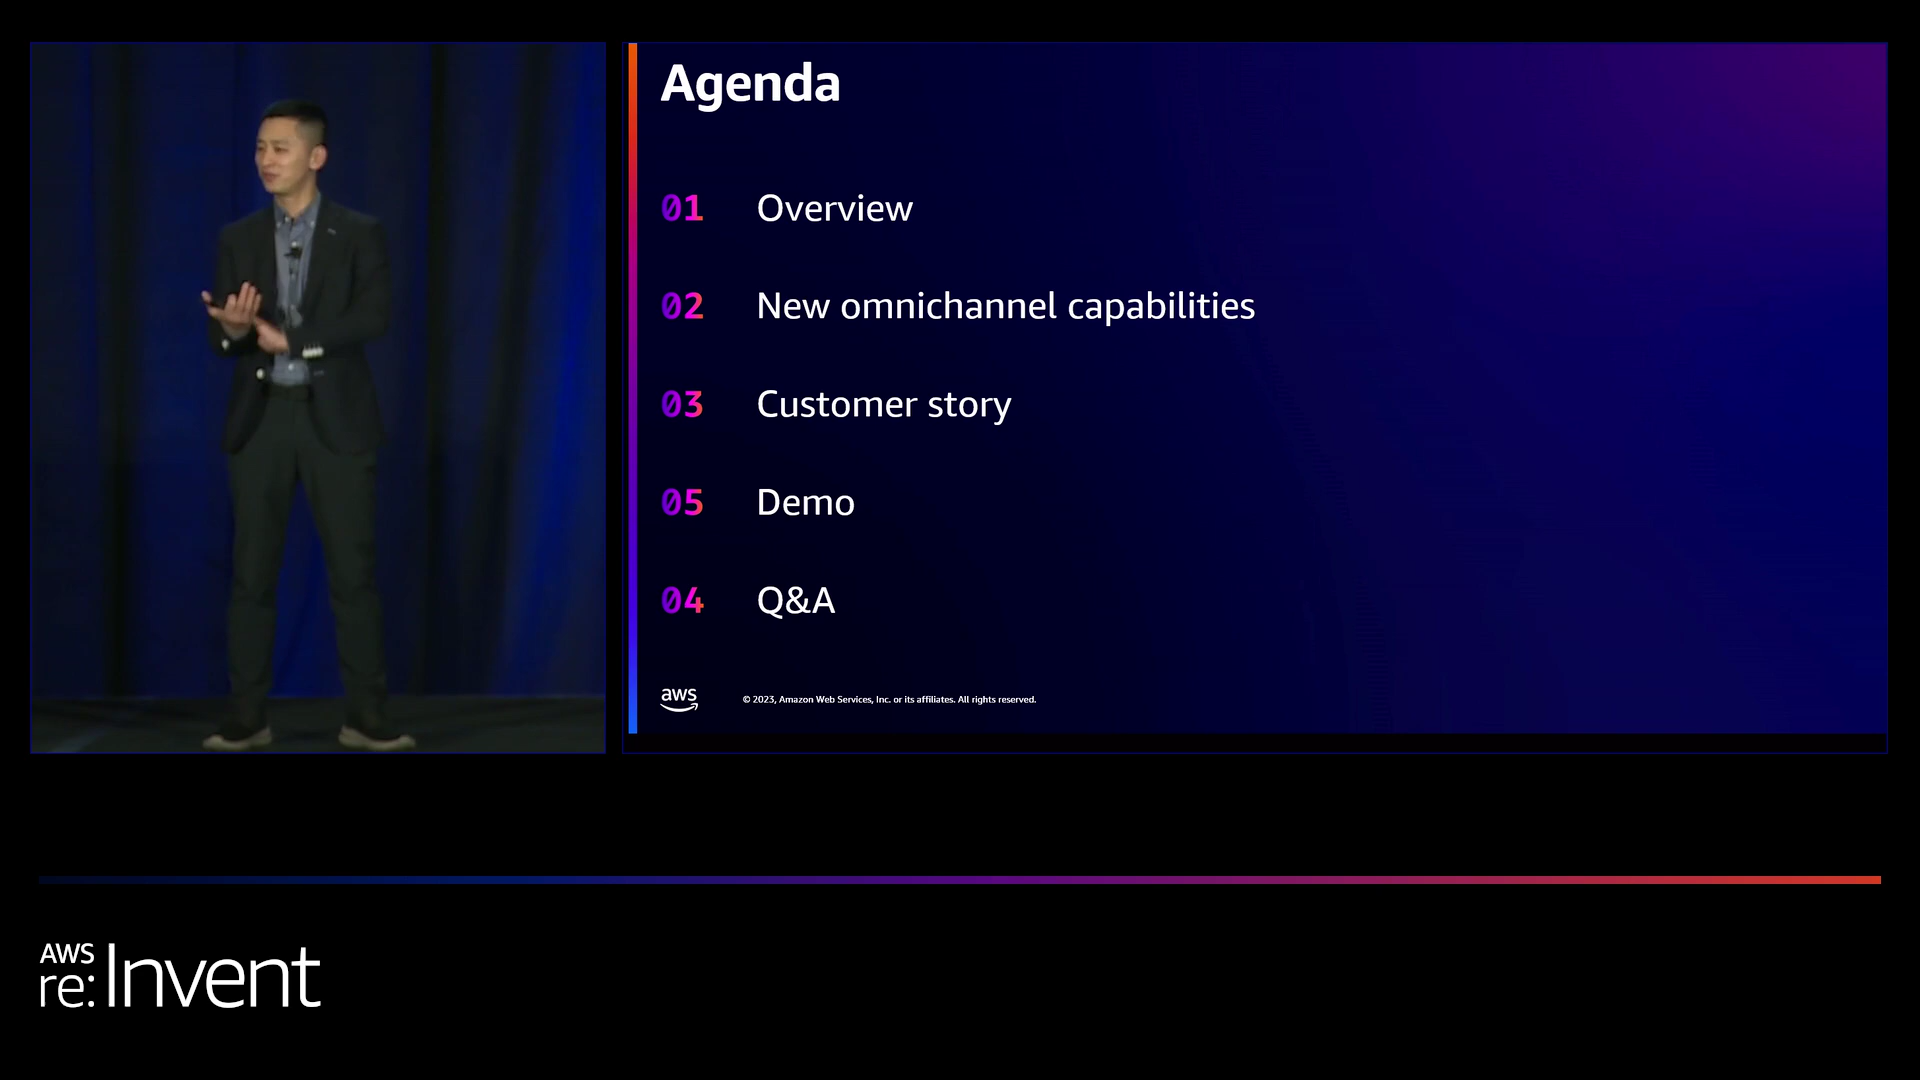 Agenda
01 Overview
02 New omnichannel capabilities
03 Customer story
05 Demo
04 Q&A
aws
© 2023, Amazon Web Services, Inc. or its affiliates. All rights reserved.
AWS
re:Invent